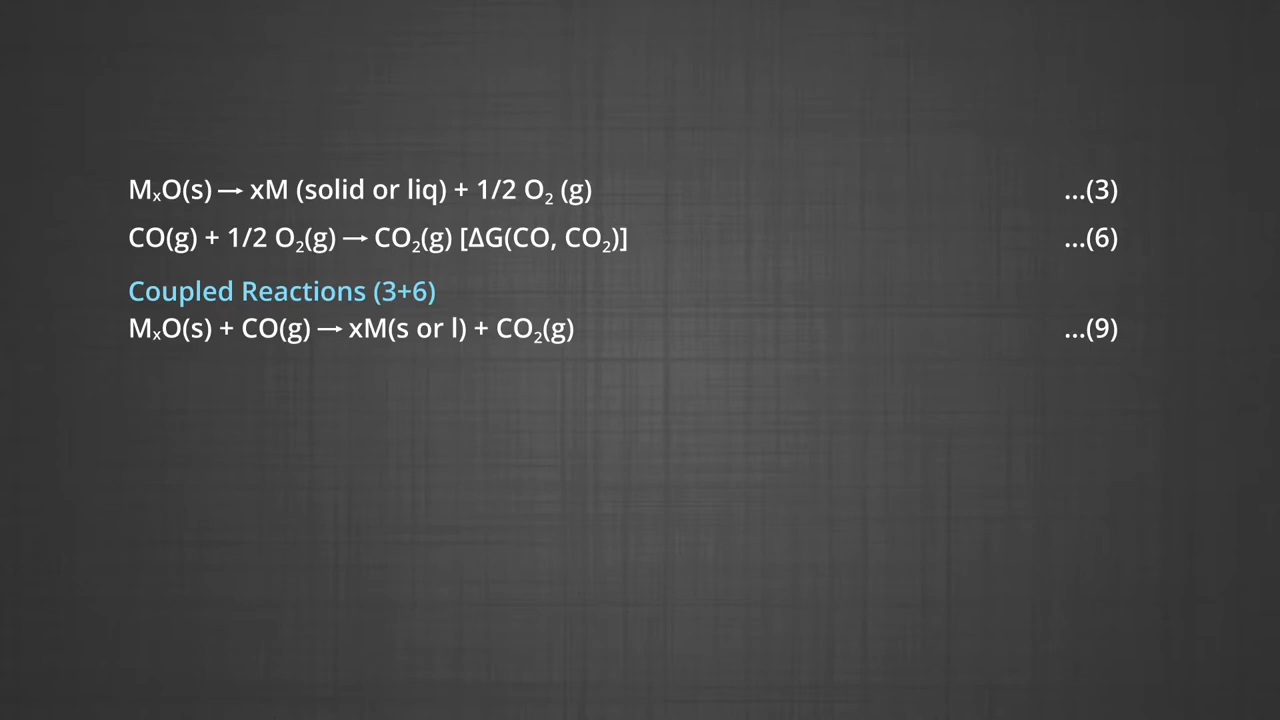 MₓO(s) → xM (solid or liq) + 1/2 O₂ (g) ...(3)
CO(g) + 1/2 O₂(g) → CO₂(g) [ΔG(CO, CO₂)] ...(6)
Coupled Reactions (3+6)
MₓO(s) + CO(g) → xM(s or l) + CO₂(g) ...(9)